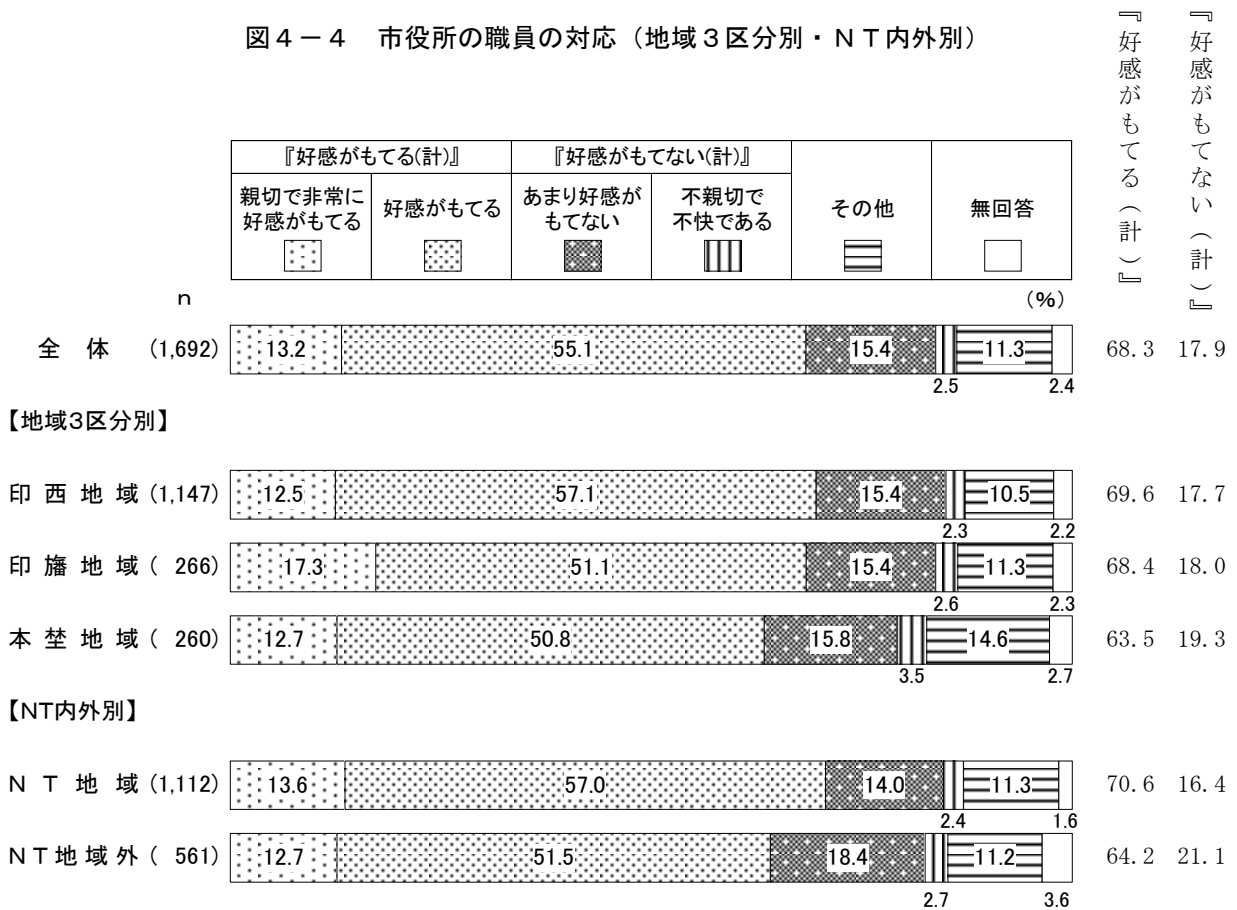 図４－４　市役所の職員の対応（地域３区分別・ＮＴ内外別）
『好感がもてる（計）』
『好感がもてない（計）』
『好感がもてる(計)』 『好感がもてない(計)』
親切で非常に
好感がもてる
好感がもてる
あまり好感が
もてない
不親切で
不快である
その他
無回答
n (%)
全体 (1,692) 13.2 55.1 15.4 2.5 11.3 2.4 68.3 17.9
【地域3区分別】
印西地域 (1,147) 12.5 57.1 15.4 2.3 10.5 2.2 69.6 17.7
印旛地域 ( 266) 17.3 51.1 15.4 2.6 11.3 2.3 68.4 18.0
本埜地域 ( 260) 12.7 50.8 15.8 3.5 14.6 2.7 63.5 19.3
【NT内外別】
ＮＴ地域 (1,112) 13.6 57.0 14.0 2.4 11.3 1.6 70.6 16.4
ＮＴ地域外 ( 561) 12.7 51.5 18.4 2.7 11.2 3.6 64.2 21.1